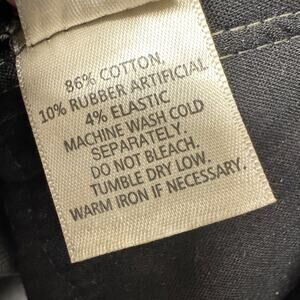 86% COTTON,
10% RUBBER ARTIFICIAL
4% ELASTIC
MACHINE WASH COLD
SEPARATELY.
DO NOT BLEACH.
TUMBLE DRY LOW.
WARM IRON IF NECESSARY.